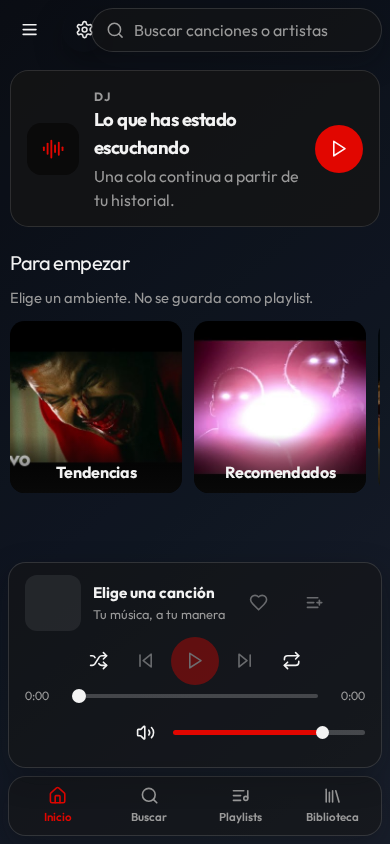 Buscar canciones o artistas
DJ
Lo que has estado
escuchando
Una cola continua a partir de
tu historial.
Para empezar
Elige un ambiente. No se guarda como playlist.
vo
Tendencias
Recomendados
Elige una canción
Tu música, a tu manera
0:00
0:00
Inicio
Buscar
Playlists
Biblioteca